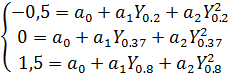 −0,5 = a₀ + a₁Y₀.₂ + a₂Y²₀.₂
0 = a₀ + a₁Y₀.₃₇ + a₂Y²₀.₃₇
1,5 = a₀ + a₁Y₀.₈ + a₂Y²₀.₈